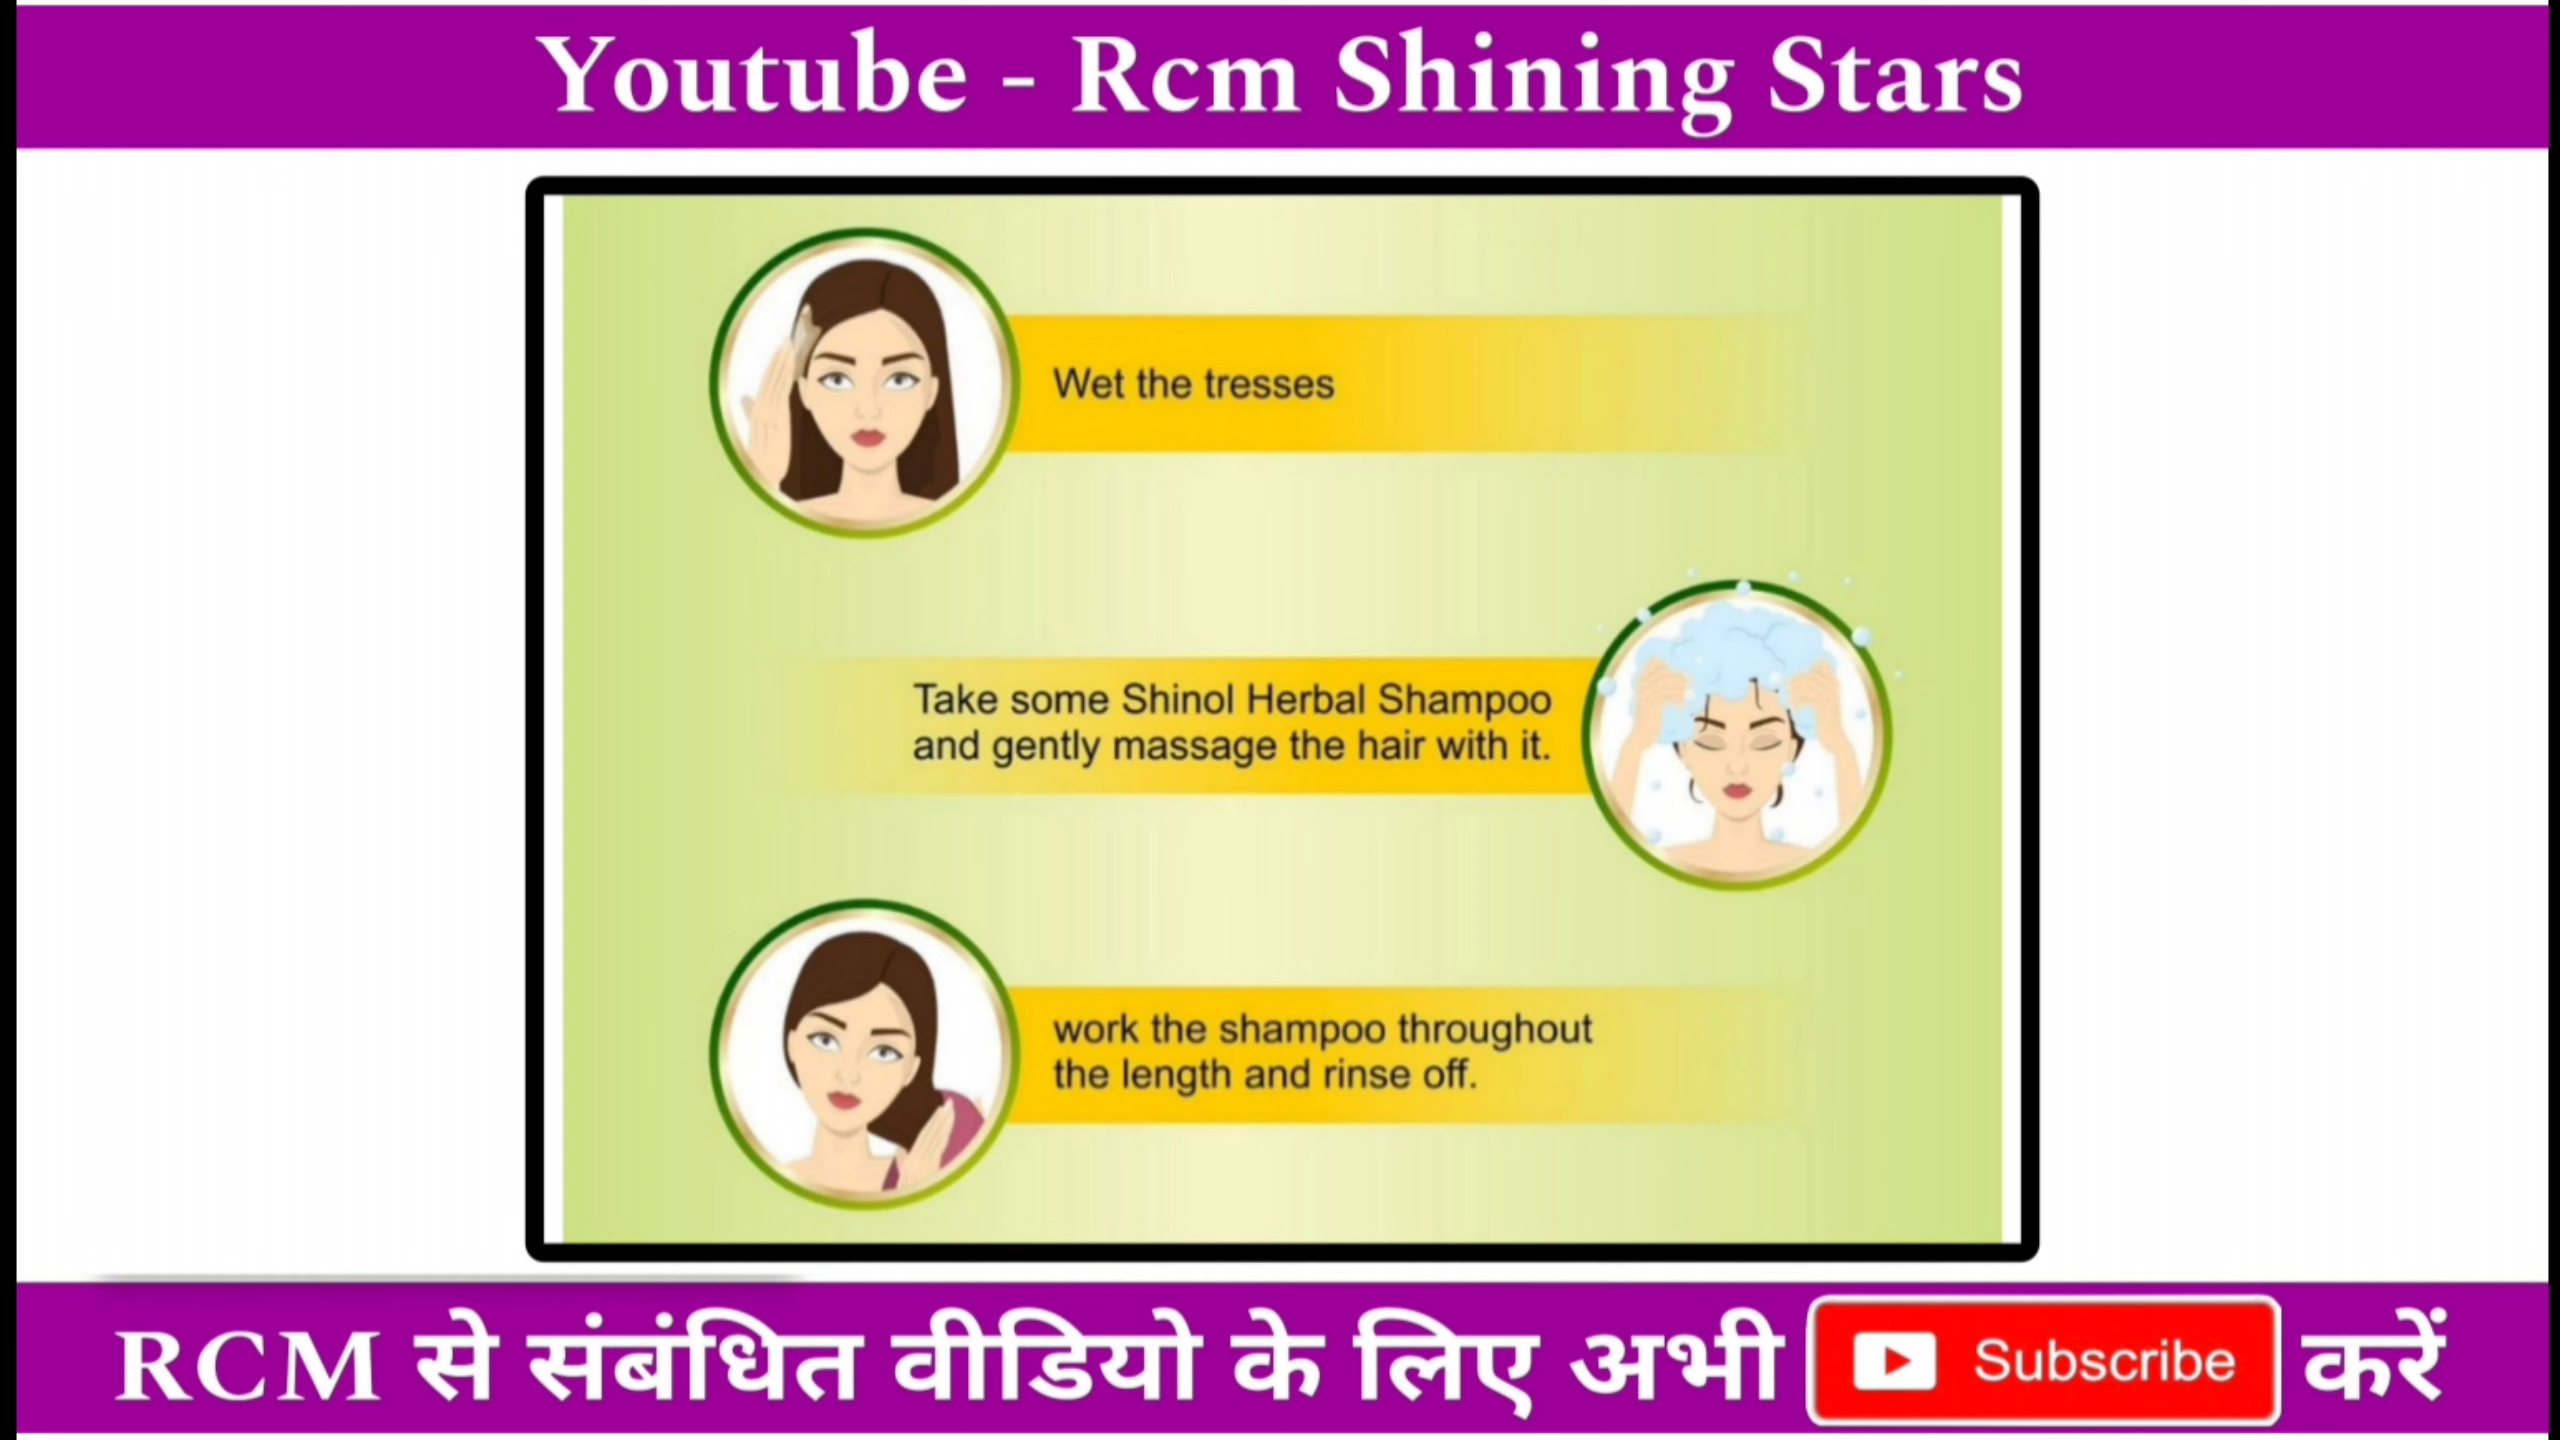 Youtube - Rcm Shining Stars
Wet the tresses
Take some Shinol Herbal Shampoo
and gently massage the hair with it.
work the shampoo throughout
the length and rinse off.
RCM से संबंधित वीडियो के लिए अभी Subscribe करें